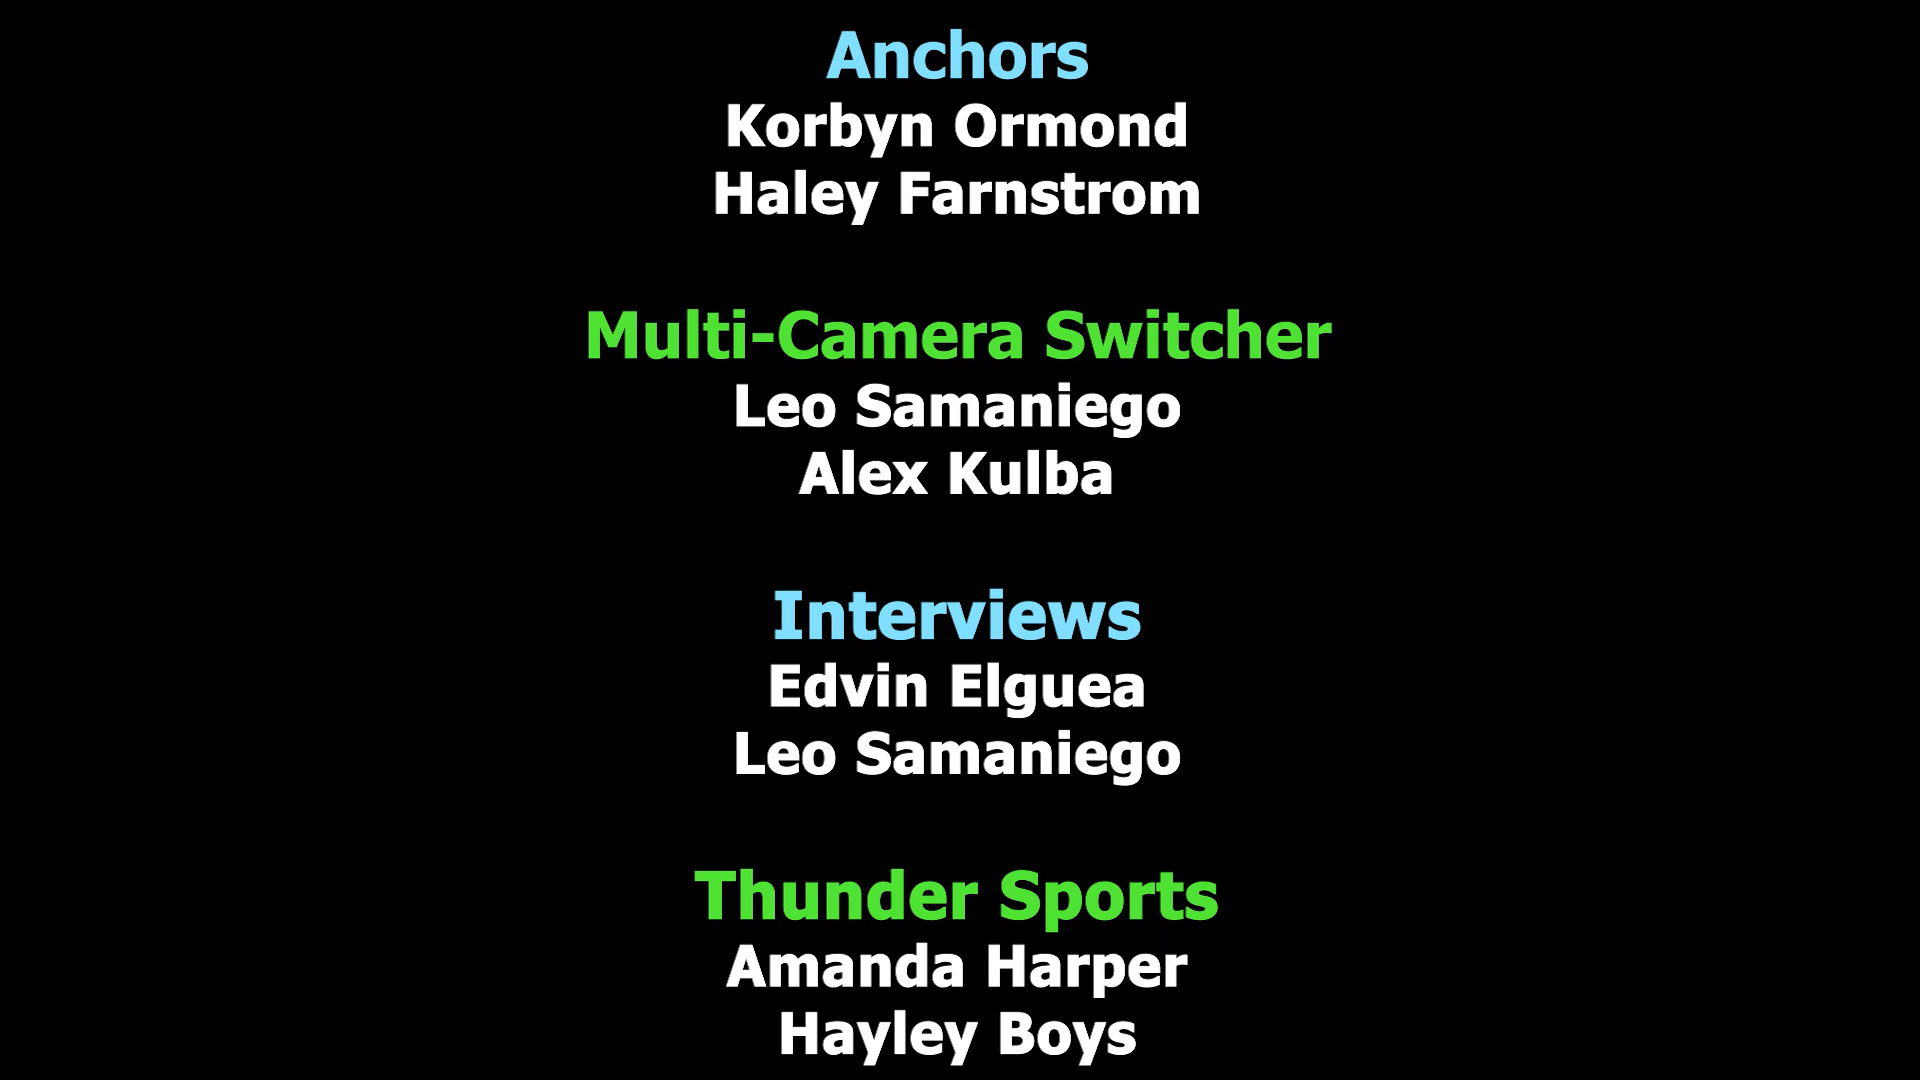 Anchors
Korbyn Ormond
Haley Farnstrom
Multi-Camera Switcher
Leo Samaniego
Alex Kulba
Interviews
Edvin Elguea
Leo Samaniego
Thunder Sports
Amanda Harper
Hayley Boys